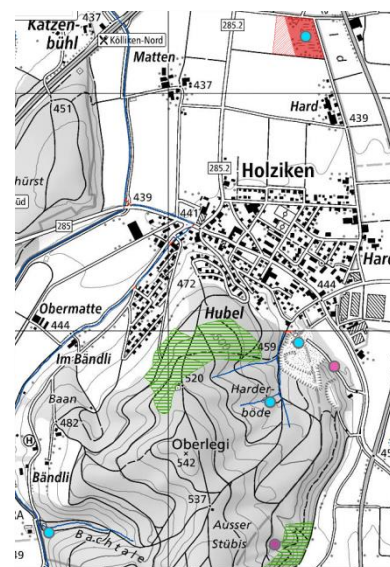 437
285.2
Katzen-
bühl
Kölliken-Nord
Matten
437
451
Hard
439
285.2
Holziken
439
441
285
472
444
Hard
Obermatte
444
Hubel
459
Im Bändli
520
Harder-
böde
Baan
482
Oberlegi
542
H
Bändli
537
Ausser
Stübis
Bachtale
49